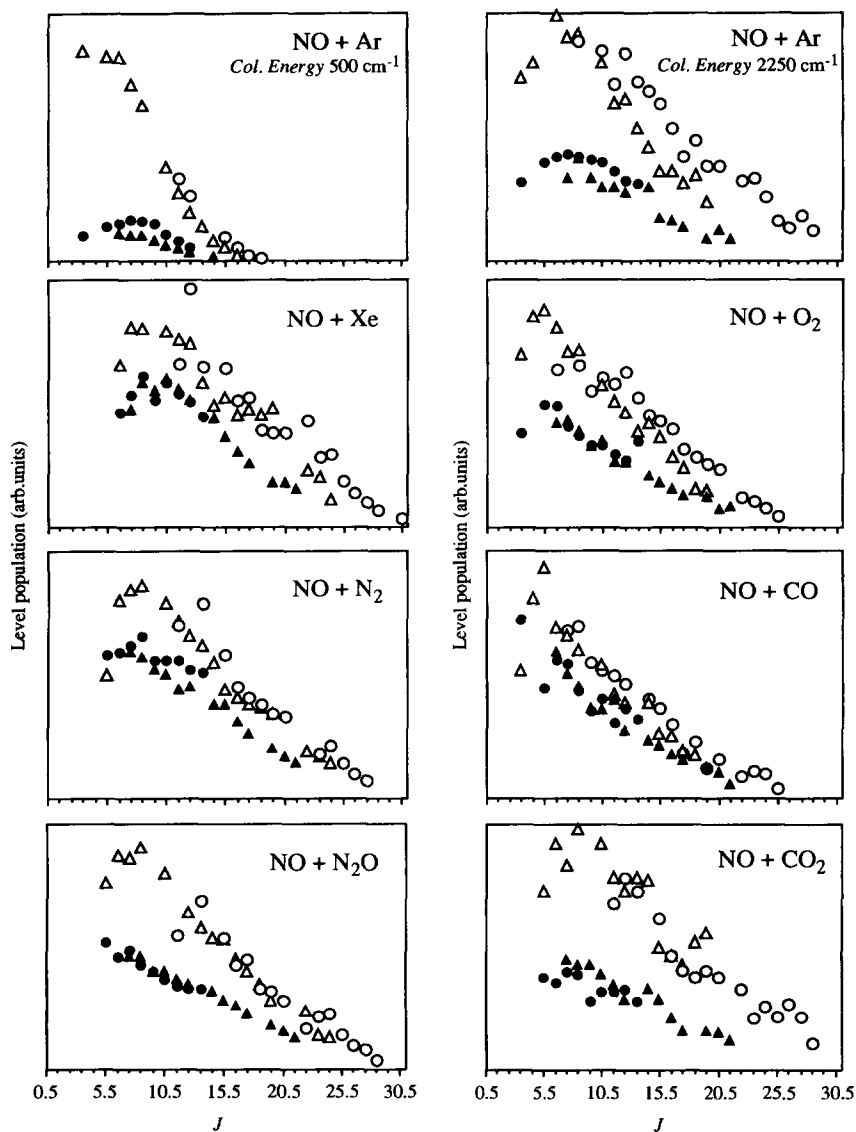 NO + Ar
Col. Energy 500 cm⁻¹
NO + Ar
Col. Energy 2250 cm⁻¹
NO + Xe
NO + O₂
Level population (arb.units)
Level population (arb.units)
NO + N₂
NO + CO
NO + N₂O
NO + CO₂
0.5 5.5 10.5 15.5 20.5 25.5 30.5
0.5 5.5 10.5 15.5 20.5 25.5 30.5
J
J